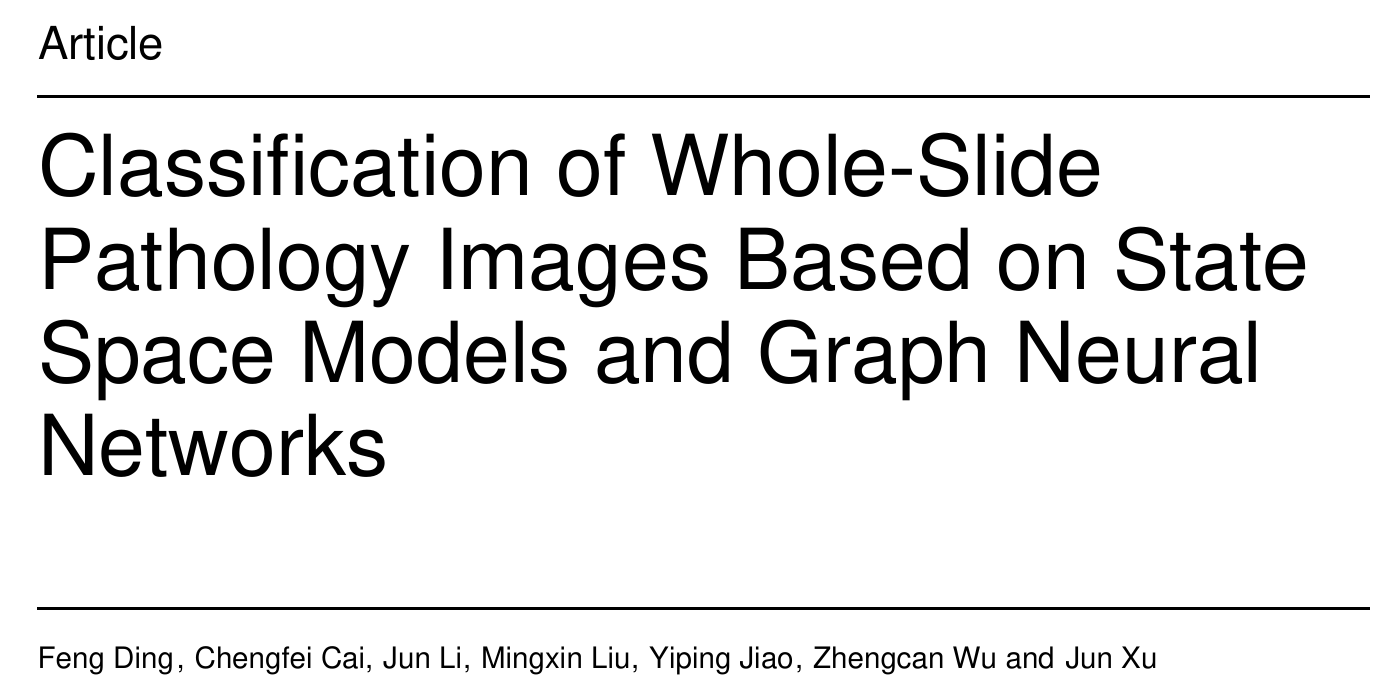 Article
Classification of Whole-Slide
Pathology Images Based on State
Space Models and Graph Neural
Networks
Feng Ding, Chengfei Cai, Jun Li, Mingxin Liu, Yiping Jiao, Zhengcan Wu and Jun Xu